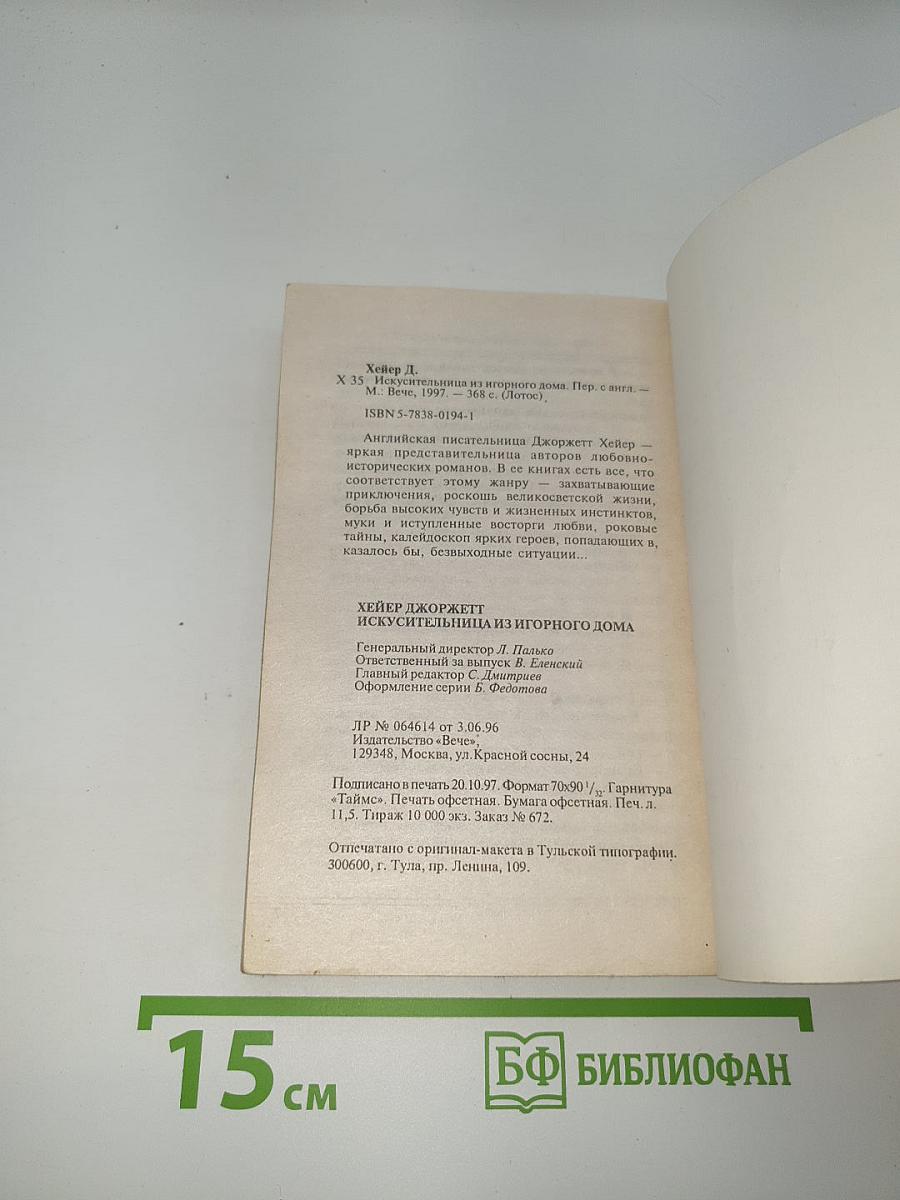 Хейер Д.
Х 35 Искусительница из игорного дома. Пер. с англ. —
М.: Вече, 1997. — 368 с. (Лотос).
ISBN 5-7838-0194-1
Английская писательница Джоржетт Хейер —
яркая представительница авторов любовно-
исторических романов. В ее книгах есть все, что
соответствует этому жанру — захватывающие
приключения, роскошь великосветской жизни,
борьба высоких чувств и жизненных инстинктов,
муки и иступленные восторги любви, роковые
тайны, калейдоскоп ярких героев, попадающих в,
казалось бы, безвыходные ситуации...
ХЕЙЕР ДЖОРЖЕТТ
ИСКУСИТЕЛЬНИЦА ИЗ ИГОРНОГО ДОМА
Генеральный директор Л. Палько
Ответственный за выпуск В. Еленский
Главный редактор С. Дмитриев
Оформление серии Б. Федотова
ЛР № 064614 от 3.06.96
Издательство «Вече»,
129348, Москва, ул.Красной сосны, 24
Подписано в печать 20.10.97. Формат 70х90 1/32. Гарнитура
«Таймс». Печать офсетная. Бумага офсетная. Печ. л.
11,5. Тираж 10 000 экз. Заказ № 672.
Отпечатано с оригинал-макета в Тульской типографии.
300600, г. Тула, пр. Ленина, 109.
15 см
БФ БИБЛИОФАН